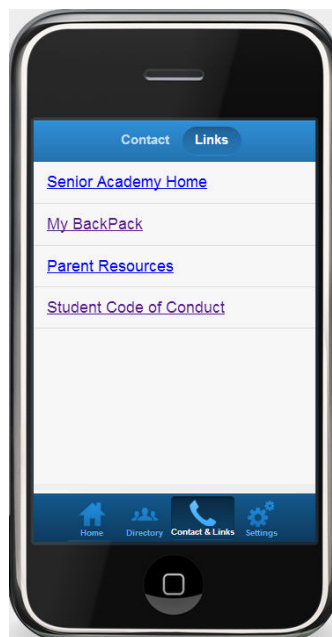 Contact Links
Senior Academy Home
My BackPack
Parent Resources
Student Code of Conduct
Home Directory Contact & Links Settings